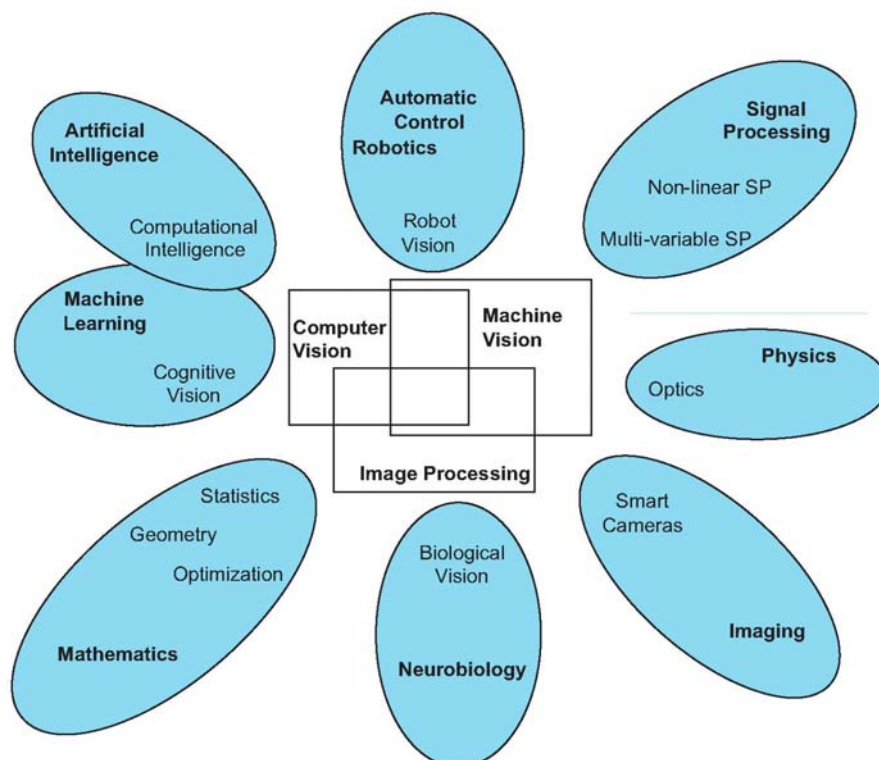 Automatic
Control
Robotics
Robot
Vision
Signal
Processing
Non-linear SP
Multi-variable SP
Artificial
Intelligence
Computational
Intelligence
Machine
Learning
Cognitive
Vision
Computer
Vision
Machine
Vision
Image Processing
Physics
Optics
Statistics
Geometry
Optimization
Mathematics
Biological
Vision
Neurobiology
Smart
Cameras
Imaging